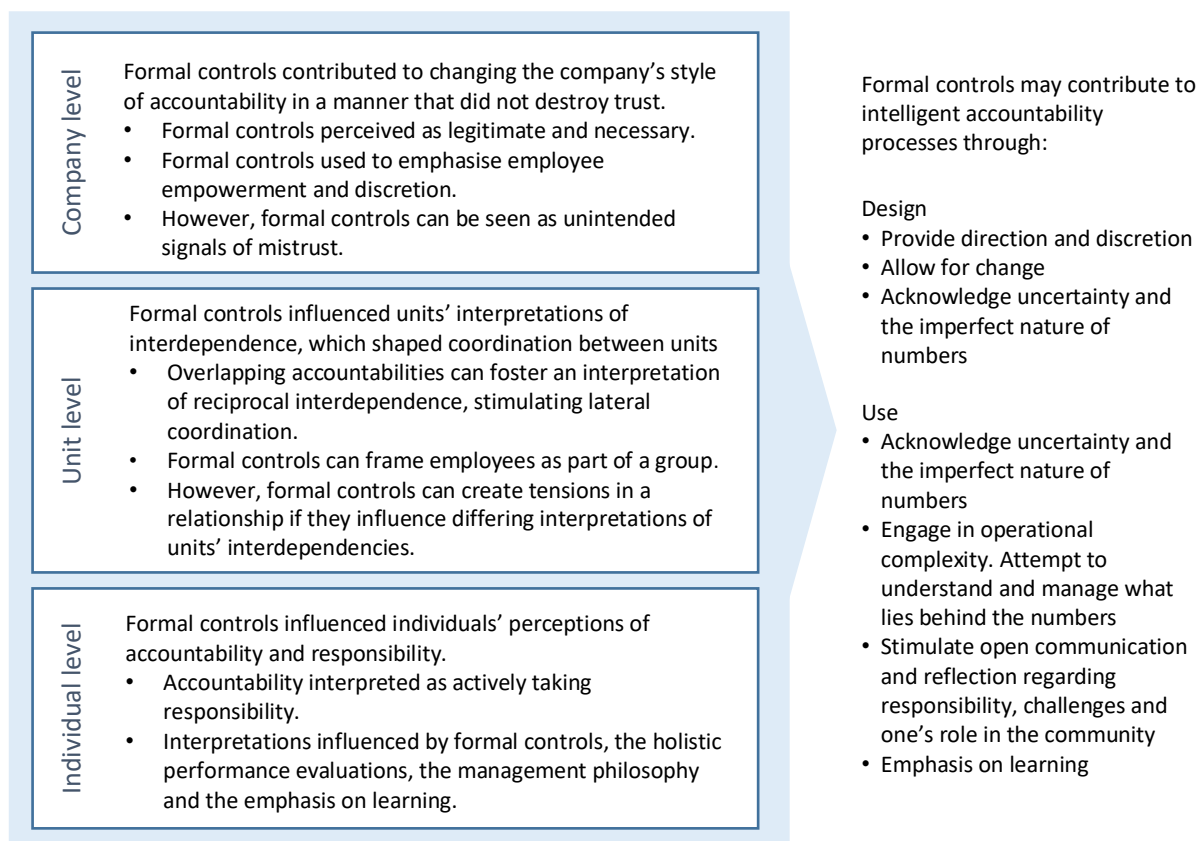 Company level
Formal controls contributed to changing the company's style
of accountability in a manner that did not destroy trust.
• Formal controls perceived as legitimate and necessary.
• Formal controls used to emphasise employee
empowerment and discretion.
• However, formal controls can be seen as unintended
signals of mistrust.
Unit level
Formal controls influenced units' interpretations of
interdependence, which shaped coordination between units
• Overlapping accountabilities can foster an interpretation
of reciprocal interdependence, stimulating lateral
coordination.
• Formal controls can frame employees as part of a group.
• However, formal controls can create tensions in a
relationship if they influence differing interpretations of
units' interdependencies.
Individual level
Formal controls influenced individuals' perceptions of
accountability and responsibility.
• Accountability interpreted as actively taking
responsibility.
• Interpretations influenced by formal controls, the holistic
performance evaluations, the management philosophy
and the emphasis on learning.
Formal controls may contribute to
intelligent accountability
processes through:
Design
• Provide direction and discretion
• Allow for change
• Acknowledge uncertainty and
the imperfect nature of
numbers
Use
• Acknowledge uncertainty and
the imperfect nature of
numbers
• Engage in operational
complexity. Attempt to
understand and manage what
lies behind the numbers
• Stimulate open communication
and reflection regarding
responsibility, challenges and
one's role in the community
• Emphasis on learning